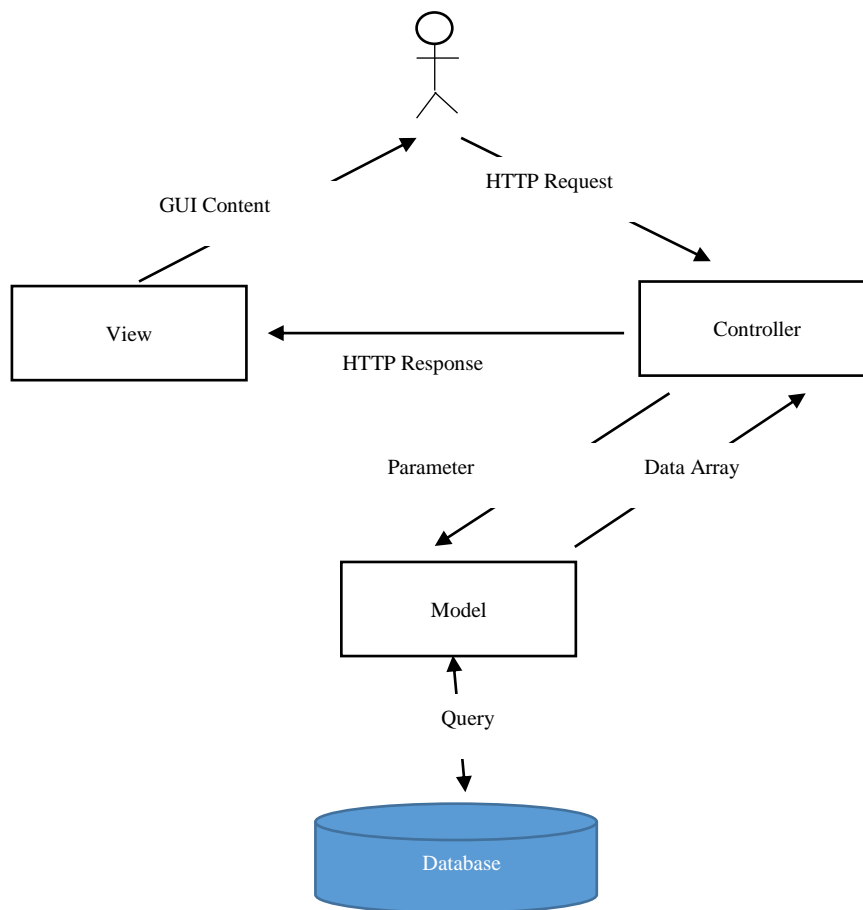 HTTP Request
GUI Content
View
Controller
HTTP Response
Parameter
Data Array
Model
Query
Database